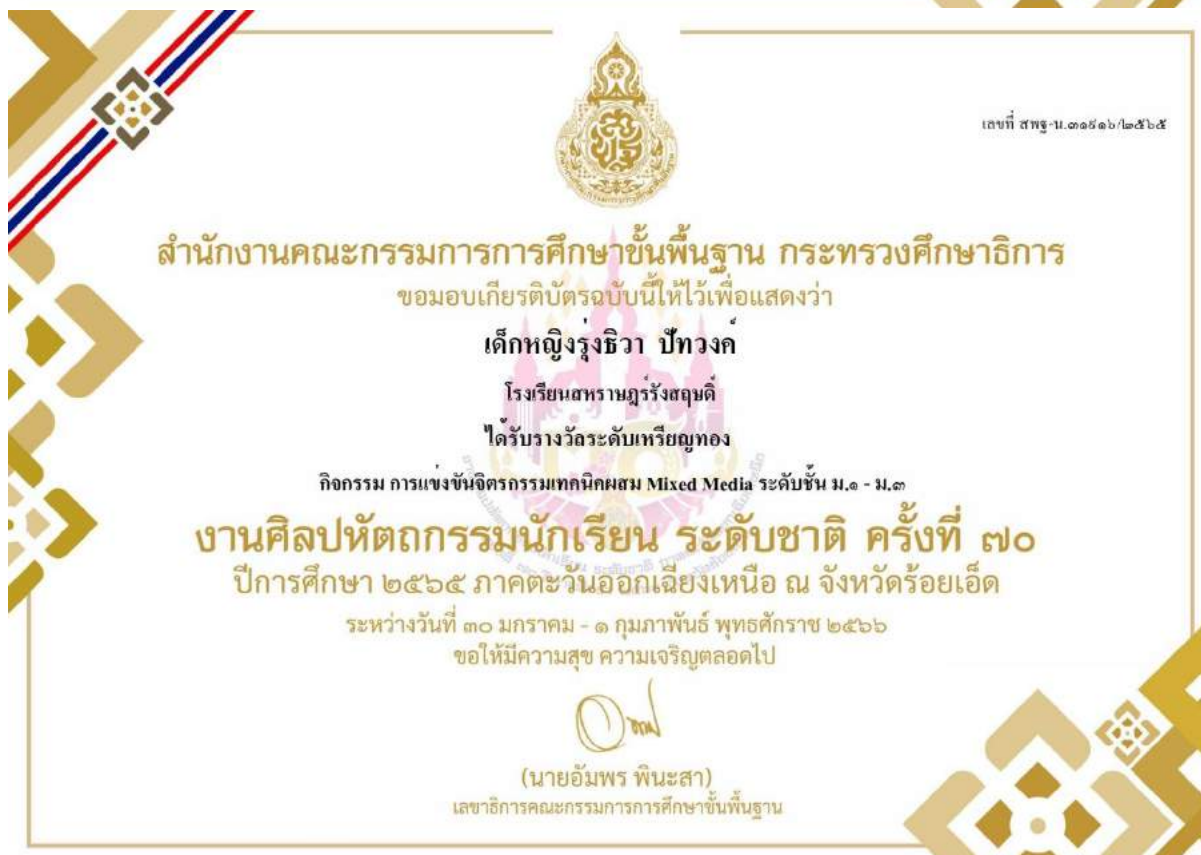 เลขที่ สพฐ-น.๓๑๙๑๖/๒๕๖๕
สำนักงานคณะกรรมการการศึกษาขั้นพื้นฐาน กระทรวงศึกษาธิการ
ขอมอบเกียรติบัตรฉบับนี้ให้ไว้เพื่อแสดงว่า
เด็กหญิงรุ่งธิวา ปัทวงค์
โรงเรียนสหราษฎร์รังสฤษดิ์
ได้รับรางวัลระดับเหรียญทอง
กิจกรรม การแข่งขันจิตรกรรมเทคนิคผสม Mixed Media ระดับชั้น ม.๑ - ม.๓
งานศิลปหัตถกรรมนักเรียน ระดับชาติ ครั้งที่ ๗๐
ปีการศึกษา ๒๕๖๕ ภาคตะวันออกเฉียงเหนือ ณ จังหวัดร้อยเอ็ด
ระหว่างวันที่ ๓๐ มกราคม - ๑ กุมภาพันธ์ พุทธศักราช ๒๕๖๖
ขอให้มีความสุข ความเจริญตลอดไป
(นายอัมพร พินะสา)
เลขาธิการคณะกรรมการการศึกษาขั้นพื้นฐาน